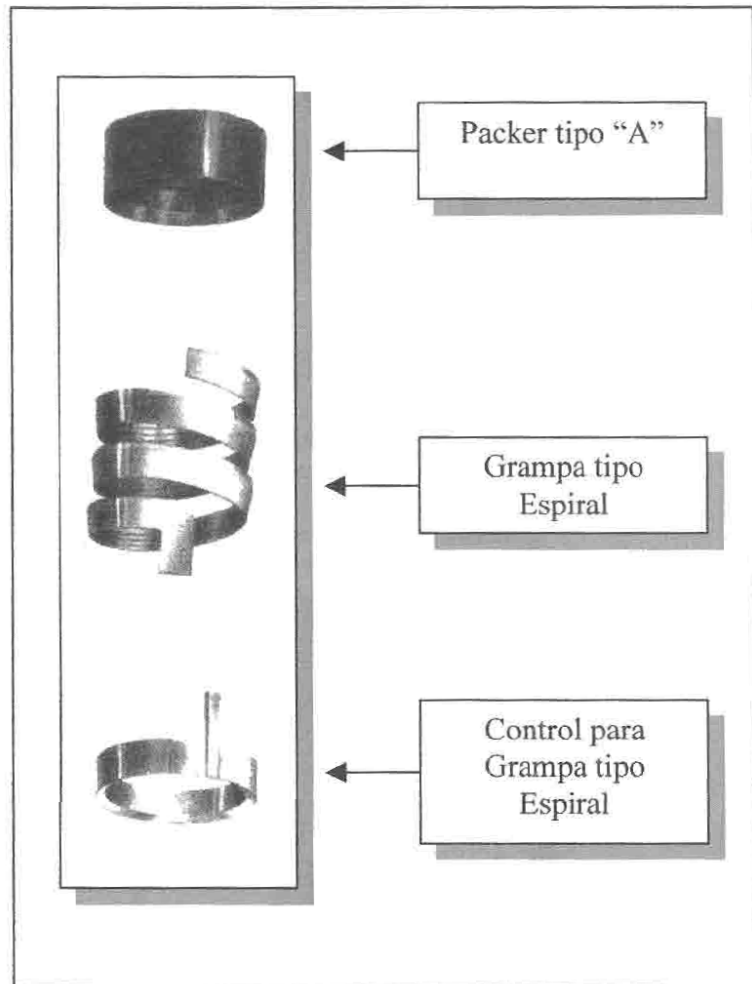 Packer tipo “A”
Grampa tipo
Espiral
Control para
Grampa tipo
Espiral